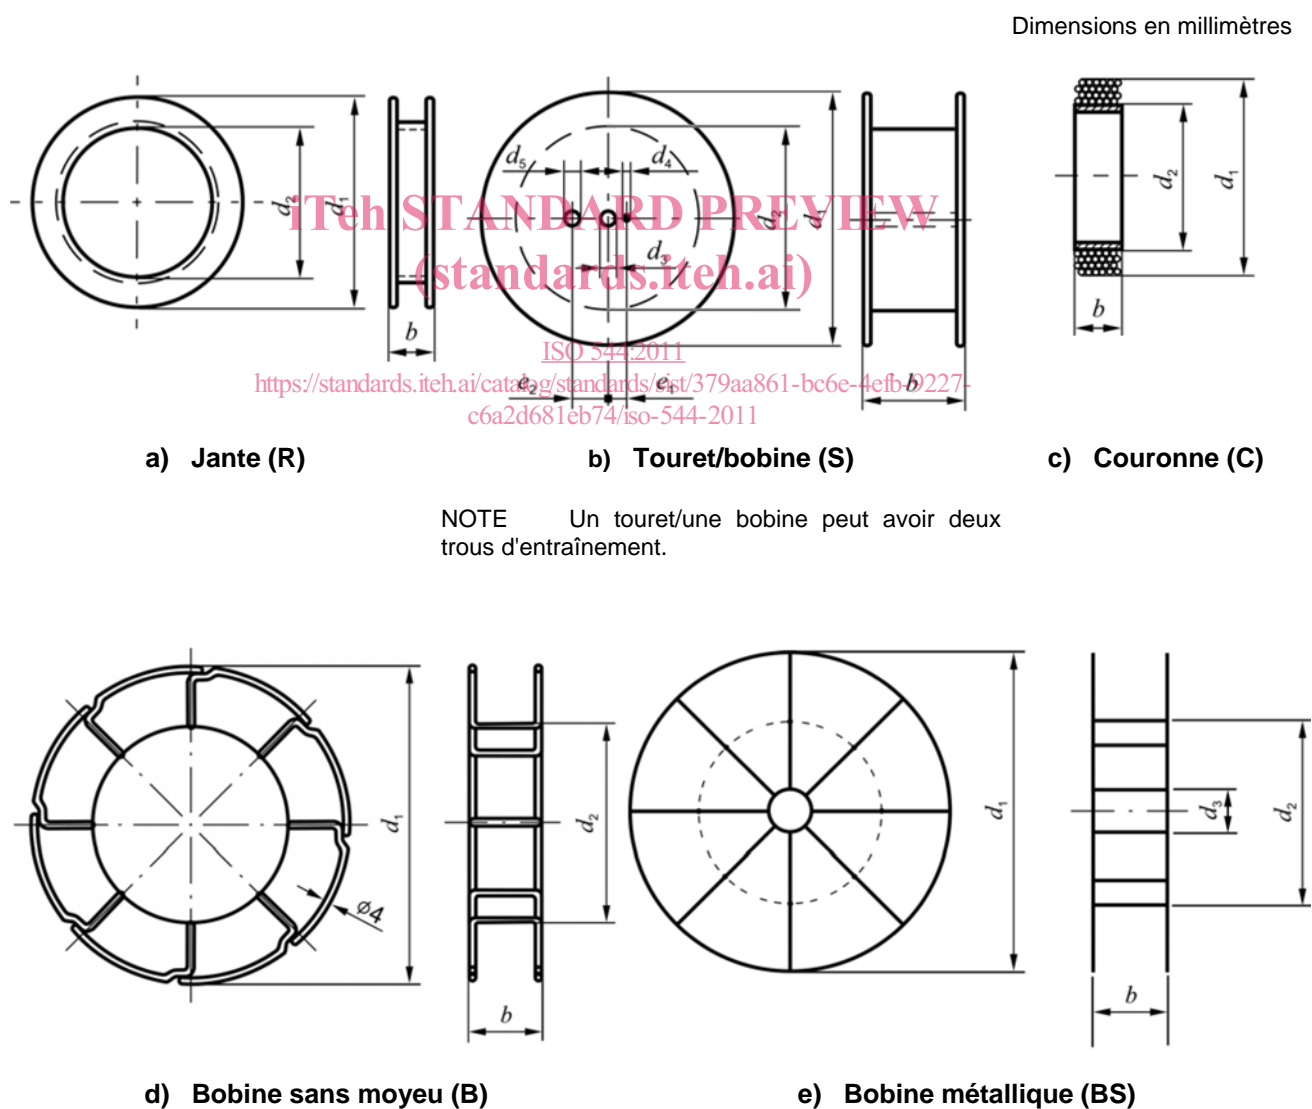 Dimensions en millimètres
d2 d1 b
d5 d4 d3 d2 d1 e2 e1 b
d2 d1 b
iTeh STANDARD PREVIEW
(standards.iteh.ai)
ISO 544:2011
https://standards.iteh.ai/catalog/standards/sist/379aa861-bc6e-4efb-9227-
c6a2d681eb74/iso-544-2011
a) Jante (R)
b) Touret/bobine (S)
c) Couronne (C)
NOTE Un touret/une bobine peut avoir deux
trous d'entraînement.
d1 ⌀4 d2 b
d1 d3 d2 b
d) Bobine sans moyeu (B)
e) Bobine métallique (BS)